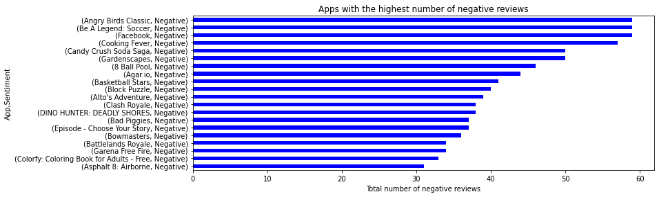 Apps with the highest number of negative reviews
App,Sentiment
(Angry Birds Classic, Negative)
(Be A Legend: Soccer, Negative)
(Facebook, Negative)
(Cooking Fever, Negative)
(Candy Crush Soda Saga, Negative)
(Gardenscapes, Negative)
(8 Ball Pool, Negative)
(Agar.io, Negative)
(Basketball Stars, Negative)
(Block Puzzle, Negative)
(Alto's Adventure, Negative)
(Clash Royale, Negative)
(DINO HUNTER: DEADLY SHORES, Negative)
(Bad Piggies, Negative)
(Episode - Choose Your Story, Negative)
(Bowmasters, Negative)
(Battlelands Royale, Negative)
(Garena Free Fire, Negative)
(Colorfy: Coloring Book for Adults - Free, Negative)
(Asphalt 8: Airborne, Negative)
0 10 20 30 40 50 60
Total number of negative reviews